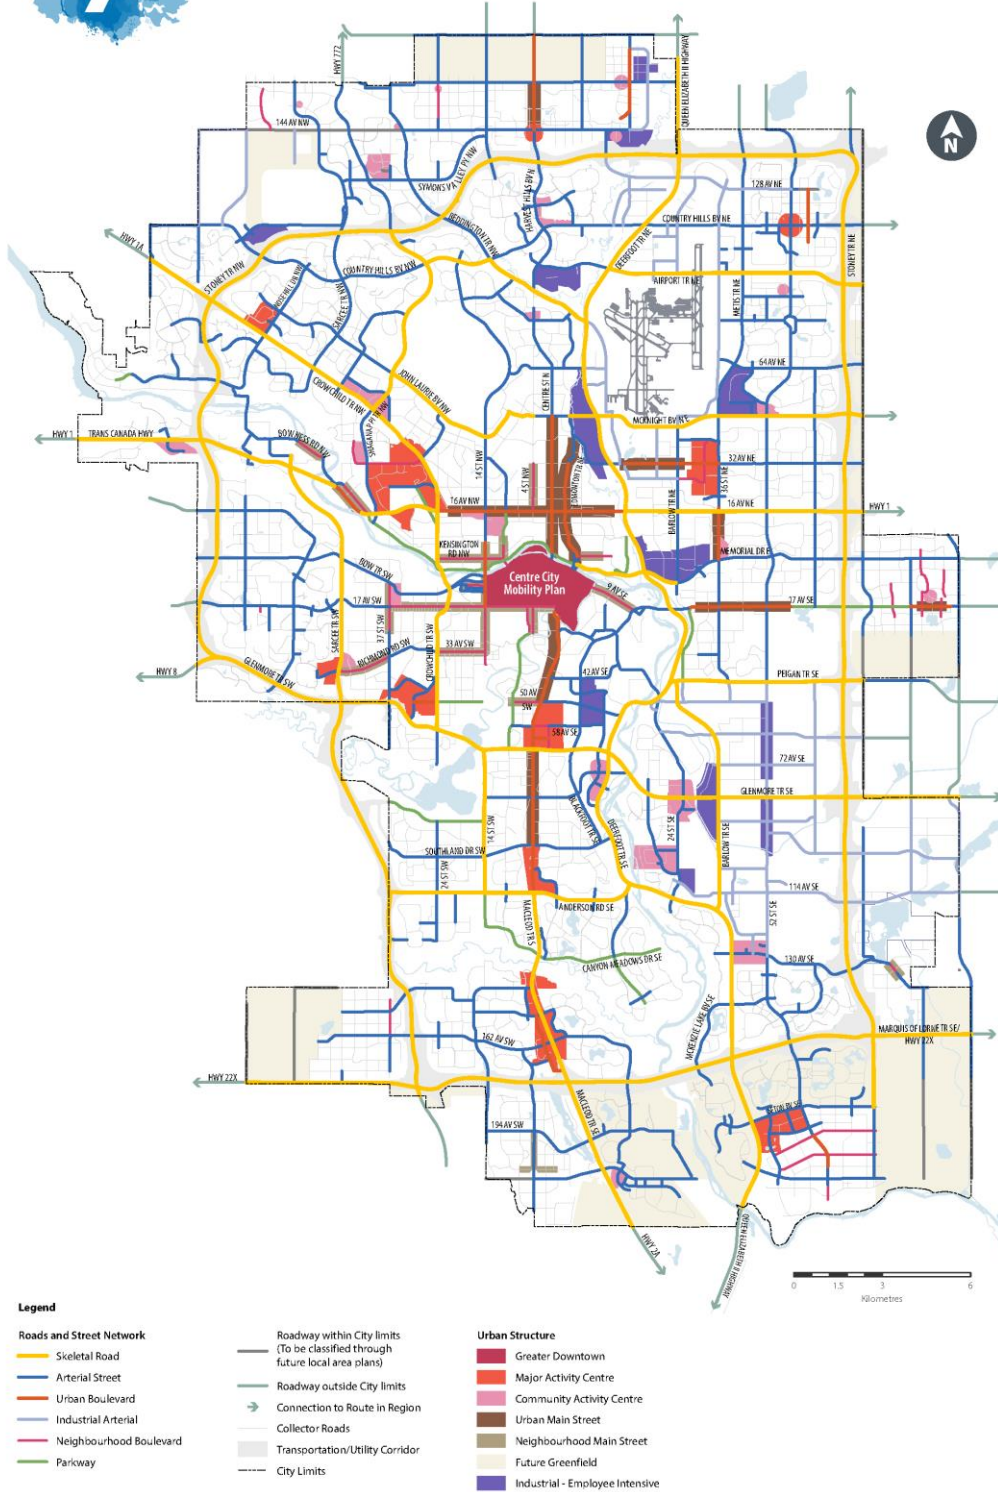 7
HWY 772
QUEEN ELIZABETH II HIGHWAY
144 AV NW
N
SYMONS VALLEY PY NW
128 AV NE
HARVEST HILLS BV N
BEDDINGTON TR NW
COUNTRY HILLS BV NE
HWY 1A
DEERFOOT TR NE
STONEY TR NE
STONEY TR NW
COUNTRY HILLS BV NW
AIRPORT TR NE
SARCEE TR NW
METIS TR NE
64 AV NE
JOHN LAURIE BV NW
CROWCHILD TR NW
CENTRE ST N
SHAGANAPPI TR NW
MCKNIGHT BV NE
HWY 1
TRANS CANADA HWY
BOWNESS RD NW
14 ST NW
4 ST NW
EDMONTON TR NE
32 AV NE
36 ST NE
16 AV NW
BARLOW TR NE
16 AV NE
HWY 1
KENSINGTON
RD NW
MEMORIAL DR E
BOW TR SW
Centre City
Mobility Plan
9 AV SE
17 AV SW
17 AV SE
37 ST SW
SARCEE TR SW
RICHMOND RD SW
33 AV SW
CROWCHILD TR SW
HWY 8
GLENMORE TR SW
42 AV SE
PEIGAN TR SE
50 AV
SW
58 AV SE
72 AV SE
GLENMORE TR SE
BLACKFOOT TR SE
DEERFOOT TR SE
24 ST SE
BARLOW TR SE
14 ST SW
SOUTHLAND DR SW
24 ST SW
114 AV SE
ANDERSON RD SE
MACLEOD TR S
52 ST SE
CANYON MEADOWS DR SE
130 AV SE
MCKENZIE LAKE BV SE
162 AV SW
MARQUIS OF LORNE TR SE/
HWY 22X
HWY 22X
MACLEOD TR SE
SETON BV SE
194 AV SW
HWY 2A
QUEEN ELIZABETH II HIGHWAY
0 1.5 3 6
Kilometres
Legend
Roads and Street Network
Skeletal Road
Arterial Street
Urban Boulevard
Industrial Arterial
Neighbourhood Boulevard
Parkway
Roadway within City limits
(To be classified through
future local area plans)
Roadway outside City limits
Connection to Route in Region
Collector Roads
Transportation/Utility Corridor
City Limits
Urban Structure
Greater Downtown
Major Activity Centre
Community Activity Centre
Urban Main Street
Neighbourhood Main Street
Future Greenfield
Industrial - Employee Intensive